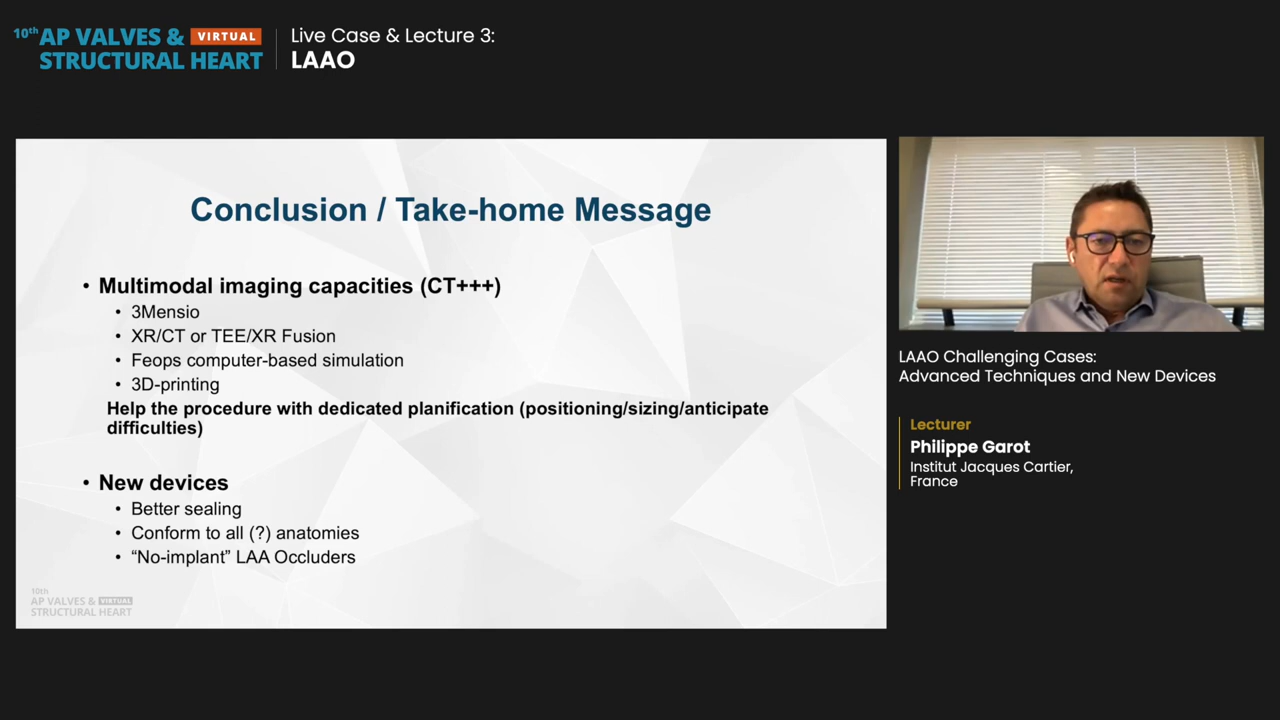 10th AP VALVES & VIRTUAL
STRUCTURAL HEART
Live Case & Lecture 3:
LAAO
Conclusion / Take-home Message
• Multimodal imaging capacities (CT+++)
• 3Mensio
• XR/CT or TEE/XR Fusion
• Feops computer-based simulation
• 3D-printing
Help the procedure with dedicated planification (positioning/sizing/anticipate
difficulties)
• New devices
• Better sealing
• Conform to all (?) anatomies
• “No-implant” LAA Occluders
10th
AP VALVES & VIRTUAL
STRUCTURAL HEART
LAAO Challenging Cases:
Advanced Techniques and New Devices
Lecturer
Philippe Garot
Institut Jacques Cartier,
France